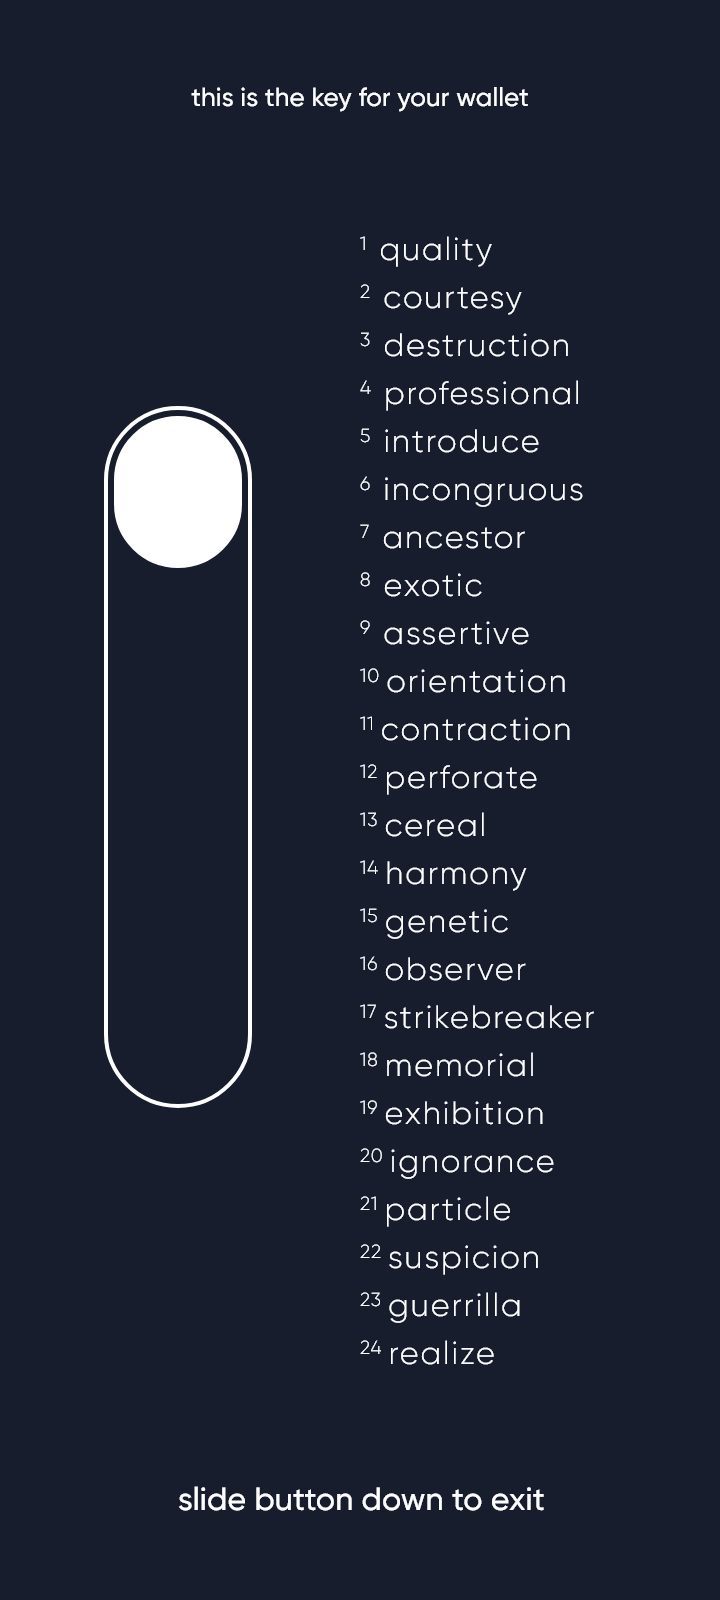 this is the key for your wallet
1 quality
2 courtesy
3 destruction
4 professional
5 introduce
6 incongruous
7 ancestor
8 exotic
9 assertive
10 orientation
11 contraction
12 perforate
13 cereal
14 harmony
15 genetic
16 observer
17 strikebreaker
18 memorial
19 exhibition
20 ignorance
21 particle
22 suspicion
23 guerrilla
24 realize
slide button down to exit